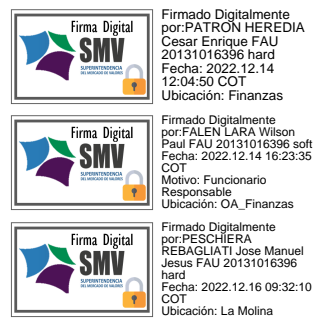 Firma Digital
SMV
SUPERINTENDENCIA
DEL MERCADO DE VALORES
Firmado Digitalmente
por:PATRON HEREDIA
Cesar Enrique FAU
20131016396 hard
Fecha: 2022.12.14
12:04:50 COT
Ubicación: Finanzas
Firma Digital
SMV
SUPERINTENDENCIA
DEL MERCADO DE VALORES
Firmado Digitalmente
por:FALEN LARA Wilson
Paul FAU 20131016396 soft
Fecha: 2022.12.14 16:23:35
COT
Motivo: Funcionario
Responsable
Ubicación: OA_Finanzas
Firma Digital
SMV
SUPERINTENDENCIA
DEL MERCADO DE VALORES
Firmado Digitalmente
por:PESCHIERA
REBAGLIATI Jose Manuel
Jesus FAU 20131016396
hard
Fecha: 2022.12.16 09:32:10
COT
Ubicación: La Molina